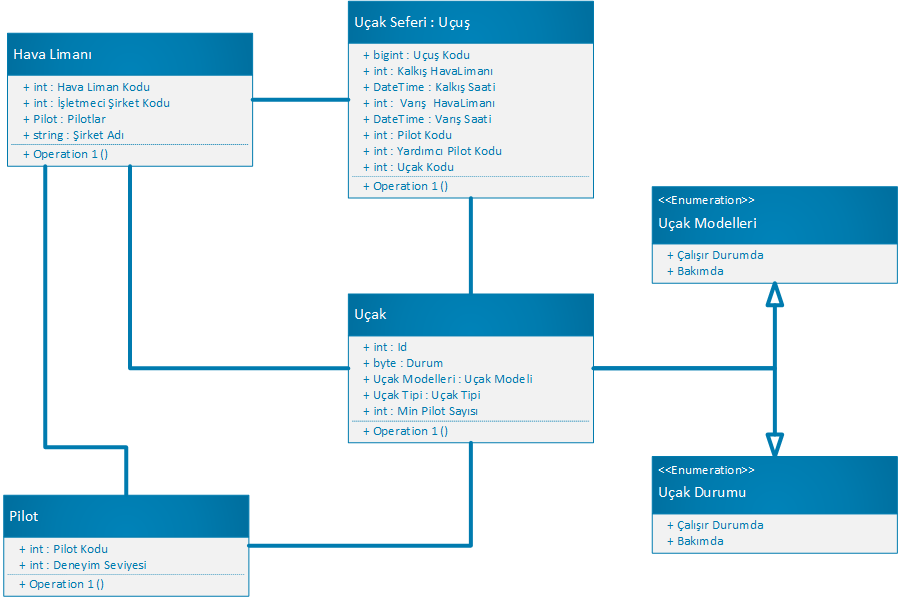 Hava Limanı
+ int : Hava Liman Kodu
+ int : İşletmeci Şirket Kodu
+ Pilot : Pilotlar
+ string : Şirket Adı
+ Operation 1 ()
Uçak Seferi : Uçuş
+ bigint : Uçuş Kodu
+ int : Kalkış HavaLimanı
+ DateTime : Kalkış Saati
+ int : Varış HavaLimanı
+ DateTime : Varış Saati
+ int : Pilot Kodu
+ int : Yardımcı Pilot Kodu
+ int : Uçak Kodu
+ Operation 1 ()
<<Enumeration>>
Uçak Modelleri
+ Çalışır Durumda
+ Bakımda
Uçak
+ int : Id
+ byte : Durum
+ Uçak Modelleri : Uçak Modeli
+ Uçak Tipi : Uçak Tipi
+ int : Min Pilot Sayısı
+ Operation 1 ()
<<Enumeration>>
Uçak Durumu
+ Çalışır Durumda
+ Bakımda
Pilot
+ int : Pilot Kodu
+ int : Deneyim Seviyesi
+ Operation 1 ()